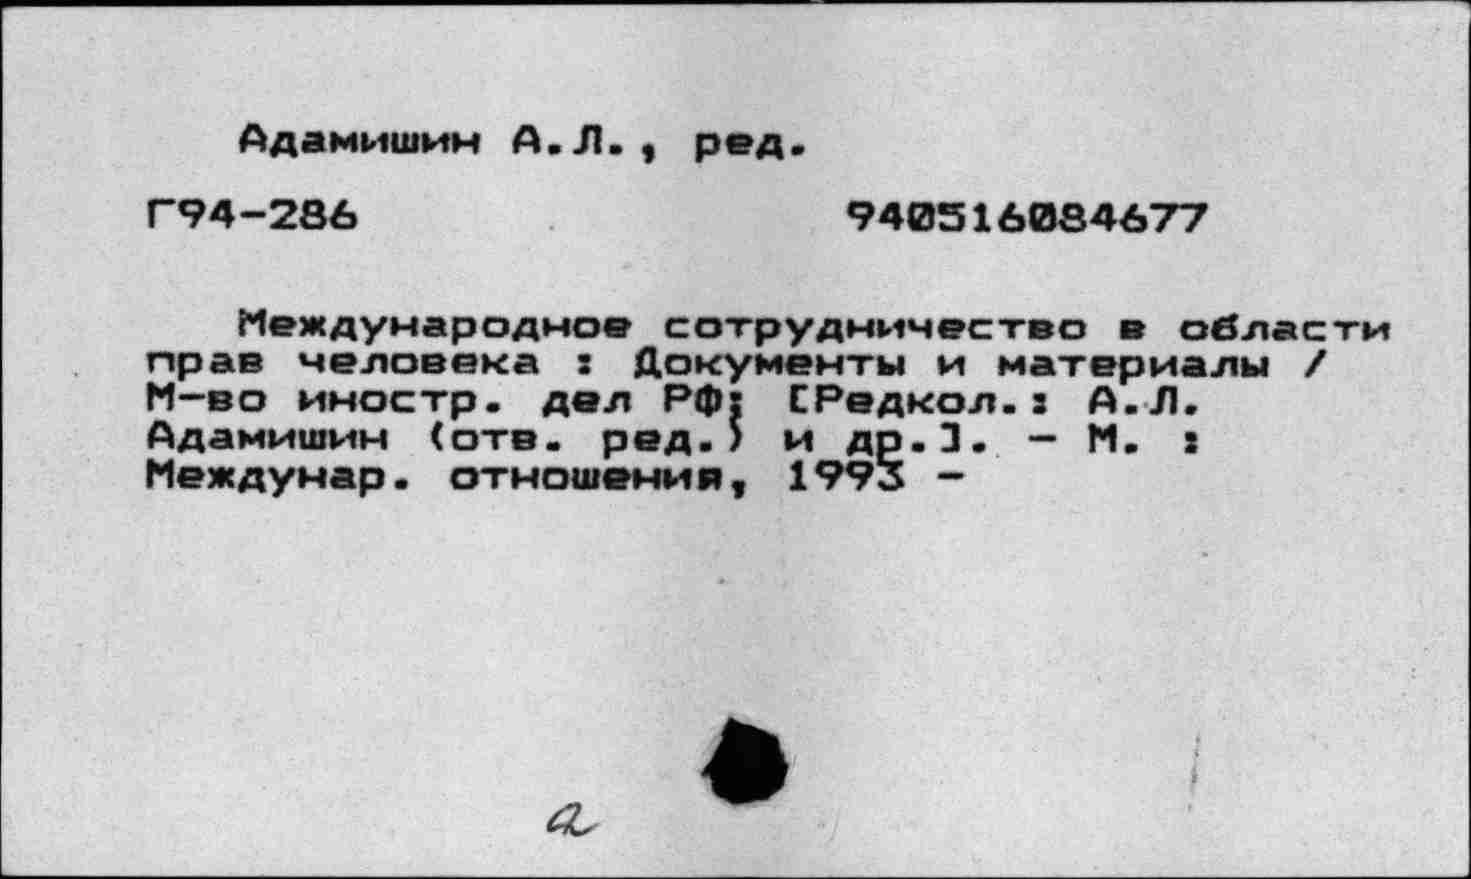 Адамишин А.Л., ред.
Г94-286 940516084677
Международное сотрудничество в области
прав человека : Документы и материалы /
М-во иностр. дел РФ; [Редкол.: А.Л.
Адамишин (отв. ред.) и др.]. - М. :
Междунар. отношения, 1993 -
а